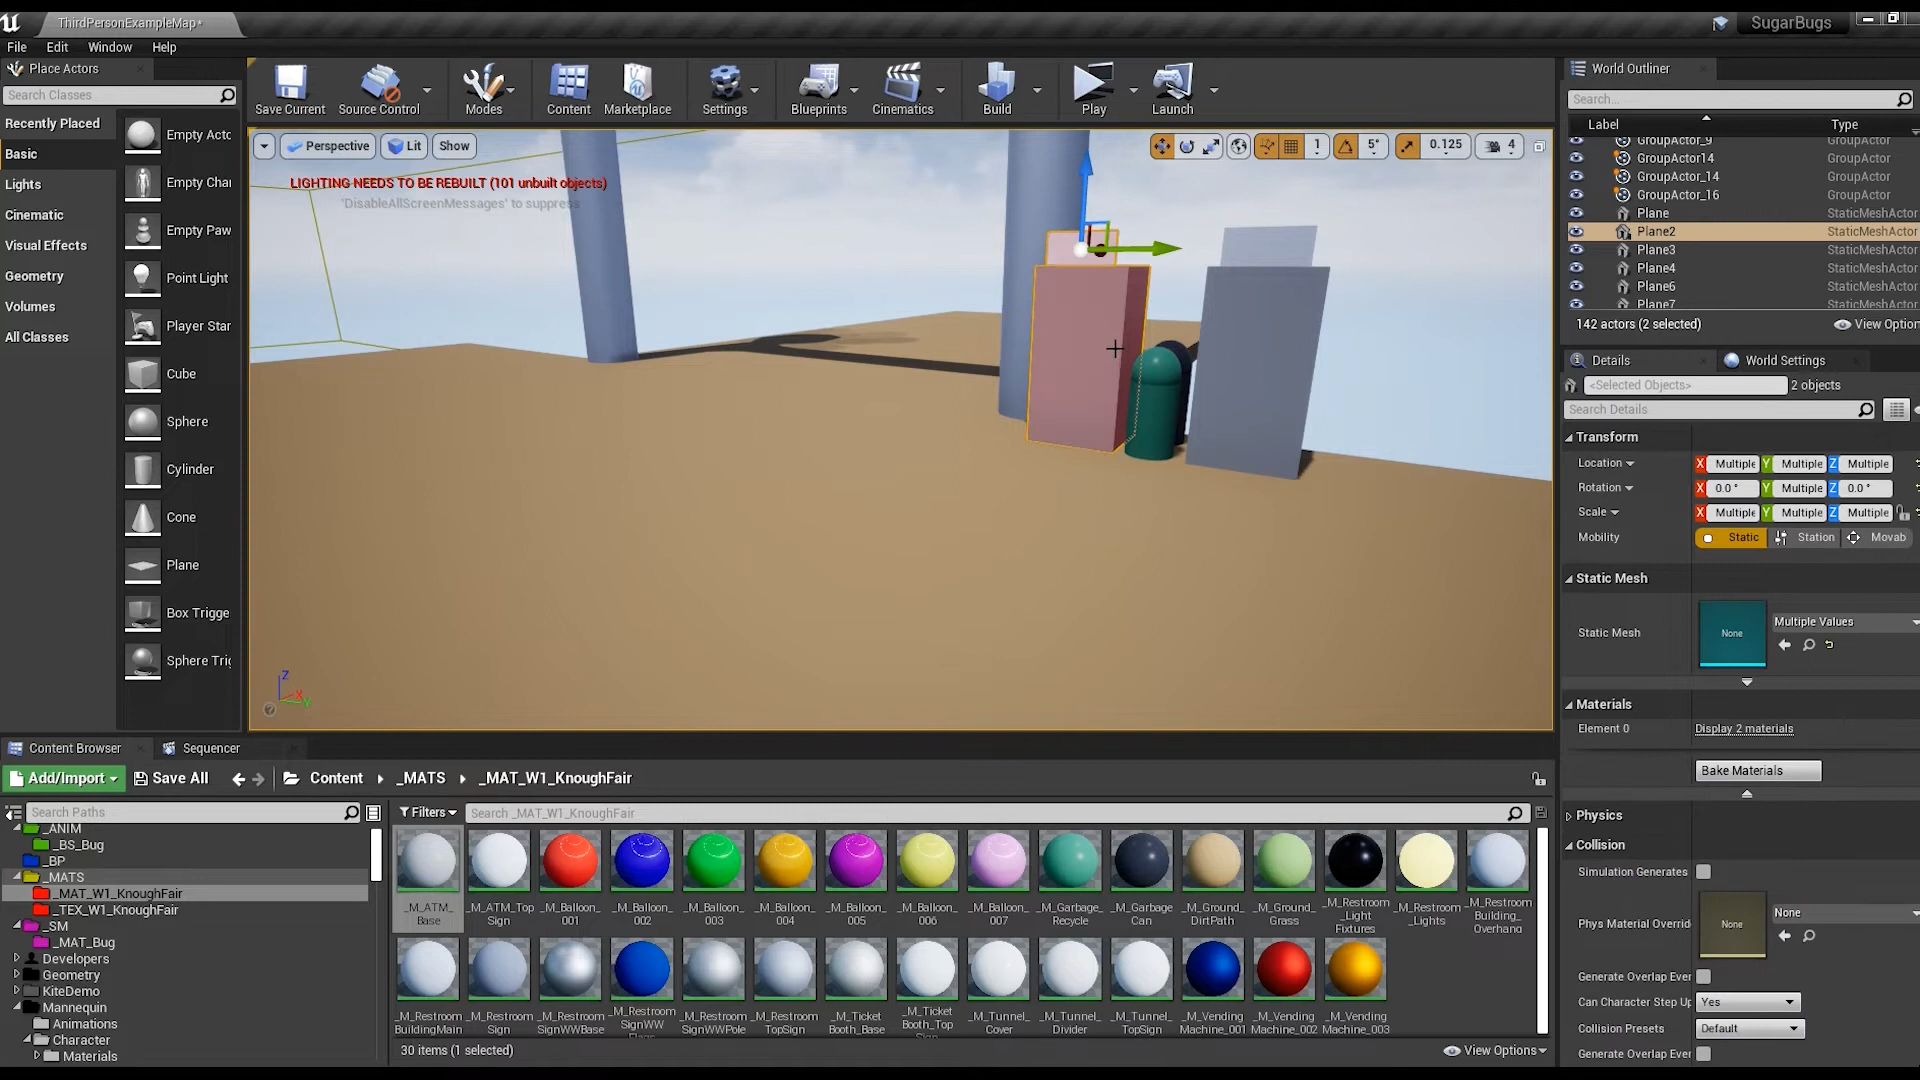 ThirdPersonExampleMap*
SugarBugs
File Edit Window Help
Place Actors
Search Classes
Recently Placed
Basic
Lights
Cinematic
Visual Effects
Geometry
Volumes
All Classes
Empty Acto
Empty Cha
Empty Paw
Point Light
Player Star
Cube
Sphere
Cylinder
Cone
Plane
Box Trigge
Sphere Trig
Save Current Source Control Modes Content Marketplace Settings Blueprints Cinematics Build Play Launch
Perspective Lit Show
1 5° 0.125 4
LIGHTING NEEDS TO BE REBUILT (101 unbuilt objects)
'DisableAllScreenMessages' to suppress
Z X Y
World Outliner
Search...
Label Type
GroupActor_9 GroupActor
GroupActor14 GroupActor
GroupActor_14 GroupActor
GroupActor_16 GroupActor
Plane StaticMeshActor
Plane2 StaticMeshActor
Plane3 StaticMeshActor
Plane4 StaticMeshActor
Plane6 StaticMeshActor
Plane7 StaticMeshActor
142 actors (2 selected) View Option
Details World Settings
<Selected Objects> 2 objects
Search Details
Transform
Location X Multiple Y Multiple Z Multiple
Rotation X 0.0° Y Multiple Z 0.0°
Scale X Multiple Y Multiple Z Multiple
Mobility Static Station Movab
Static Mesh
Static Mesh None Multiple Values
Materials
Element 0 Display 2 materials
Bake Materials
Physics
Collision
Simulation Generates
Phys Material Overrid None None
Generate Overlap Ever
Can Character Step Up Yes
Collision Presets Default
Generate Overlap Ever
Content Browser Sequencer
Add/Import Save All Content _MATS _MAT_W1_KnoughFair
Search Paths
_ANIM
_BS_Bug
_BP
_MATS
_MAT_W1_KnoughFair
_TEX_W1_KnoughFair
_SM
_MAT_Bug
Developers
Geometry
KiteDemo
Mannequin
Animations
Character
Materials
Filters Search _MAT_W1_KnoughFair
_M_ATM_ Base
_M_ATM_Top Sign
_M_Balloon_ 001
_M_Balloon_ 002
_M_Balloon_ 003
_M_Balloon_ 004
_M_Balloon_ 005
_M_Balloon_ 006
_M_Balloon_ 007
_M_Garbage_ Recycle
_M_Garbage Can
_M_Ground_ DirtPath
_M_Ground_ Grass
_M_Restroom _Light Fixtures
_M_Restroom _Lights
_M_Restroom Building_ Overhang
_M_Restroom BuildingMain
_M_Restroom Sign
_M_Restroom SignWWBase
_M_Restroom SignWW Flags
_M_Restroom SignWWPole
_M_Restroom TopSign
_M_Ticket Booth_Base
_M_Ticket Booth_Top Sign
_M_Tunnel_ Cover
_M_Tunnel_ Divider
_M_Tunnel_ TopSign
_M_Vending Machine_001
_M_Vending Machine_002
_M_Vending Machine_003
30 items (1 selected) View Options